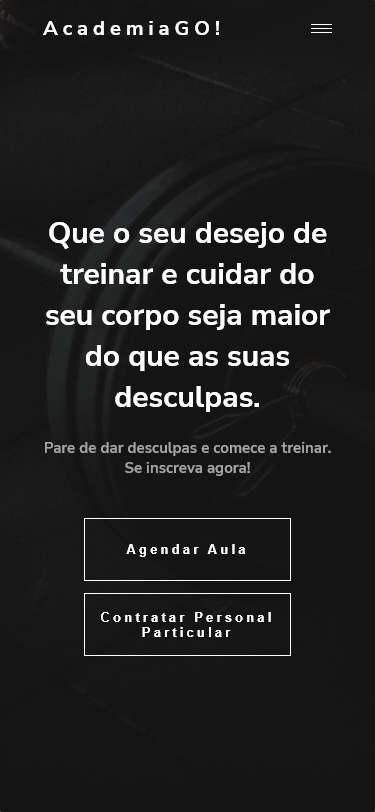 AcademiaGO!
Que o seu desejo de
treinar e cuidar do
seu corpo seja maior
do que as suas
desculpas.
Pare de dar desculpas e comece a treinar.
Se inscreva agora!
Agendar Aula
Contratar Personal
Particular